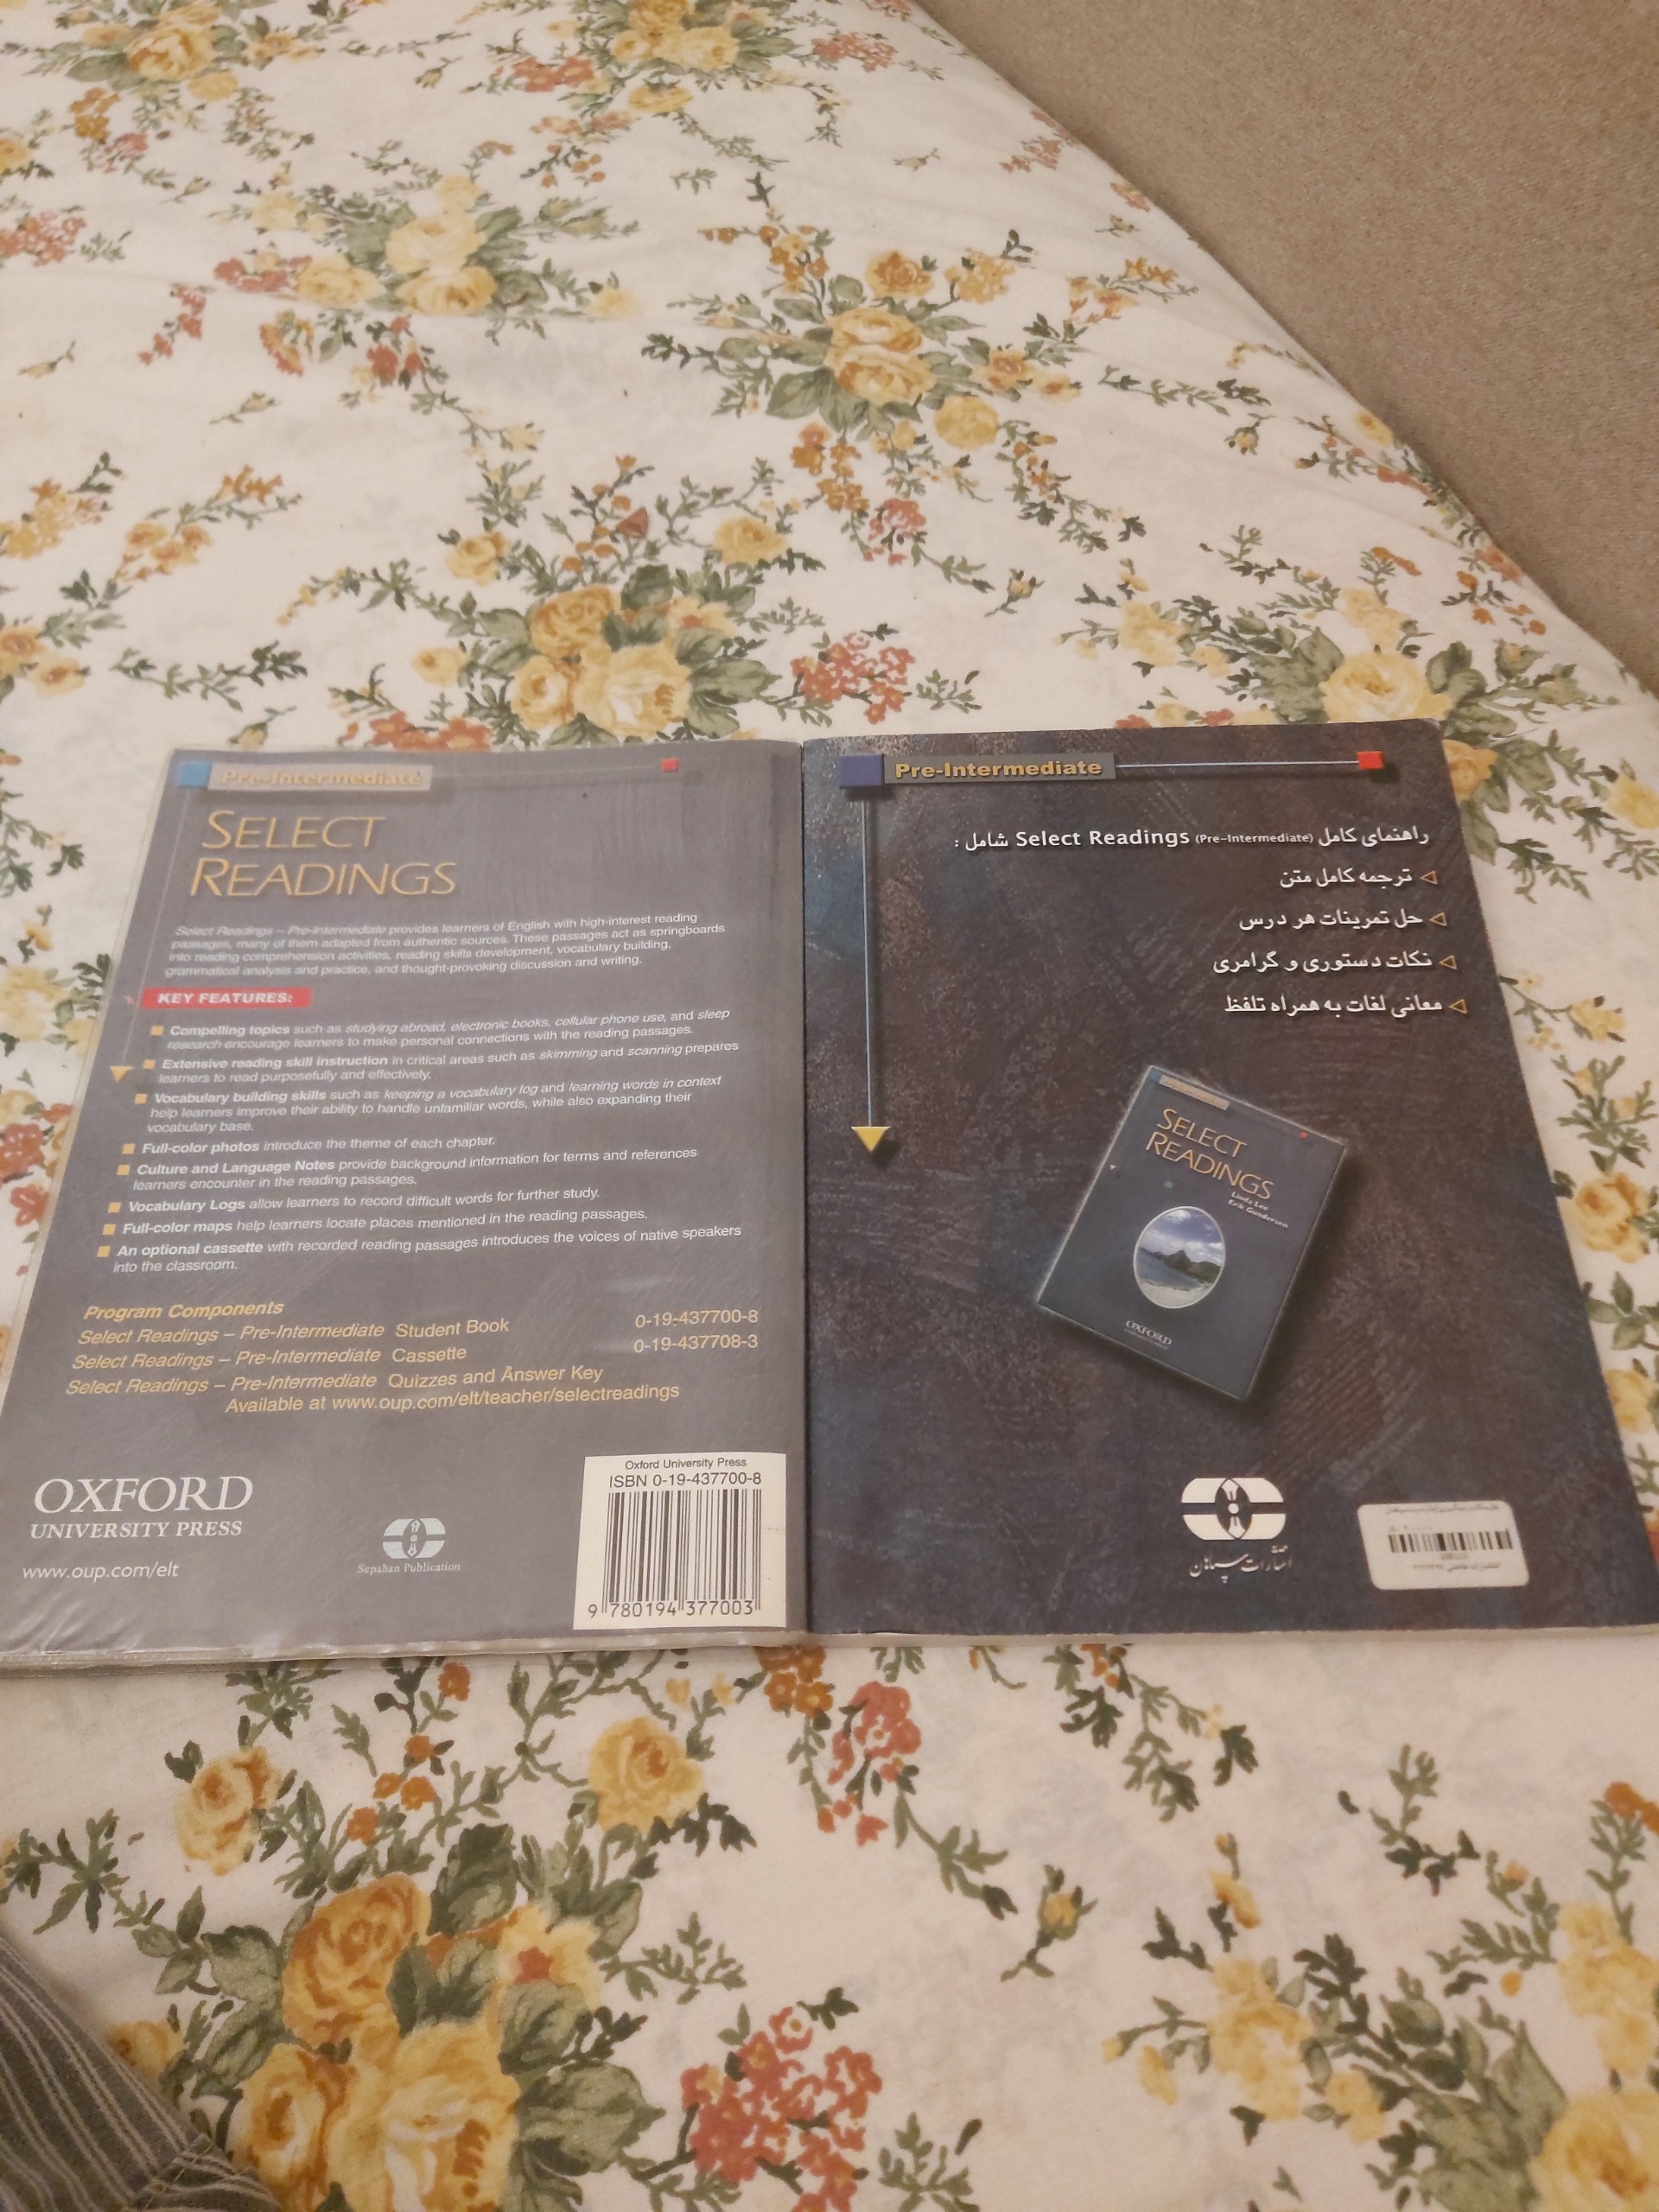 Pre-Intermediate
SELECT
READINGS
Select Readings – Pre-Intermediate provides learners of English with high-interest reading
passages, many of them adapted from authentic sources. These passages act as springboards
into reading comprehension activities, reading skills development, vocabulary building,
grammatical analysis and practice, and thought-provoking discussion and writing.
KEY FEATURES:
Compelling topics such as studying abroad, electronic books, cellular phone use, and sleep
research encourage learners to make personal connections with the reading passages.
Extensive reading skill instruction in critical areas such as skimming and scanning prepares
learners to read purposefully and effectively.
Vocabulary building skills such as keeping a vocabulary log and learning words in context
help learners improve their ability to handle unfamiliar words, while also expanding their
vocabulary base.
Full-color photos introduce the theme of each chapter.
Culture and Language Notes provide background information for terms and references
learners encounter in the reading passages.
Vocabulary Logs allow learners to record difficult words for further study.
Full-color maps help learners locate places mentioned in the reading passages.
An optional cassette with recorded reading passages introduces the voices of native speakers
into the classroom.
Program Components
Select Readings – Pre-Intermediate Student Book 0-19-437700-8
Select Readings – Pre-Intermediate Cassette 0-19-437708-3
Select Readings – Pre-Intermediate Quizzes and Answer Key
Available at www.oup.com/elt/teacher/selectreadings
OXFORD
UNIVERSITY PRESS
www.oup.com/elt
Sepahan Publication
Oxford University Press
ISBN 0-19-437700-8
9 780194 377003
Pre-Intermediate
راهنمای کامل Select Readings (Pre-Intermediate) شامل :
ترجمه کامل متن
حل تمرینات هر درس
نکات دستوری و گرامری
معانی لغات به همراه تلفظ
SELECT
READINGS
Linda Lee
Erik Gundersen
OXFORD
انتشارات سپاهان